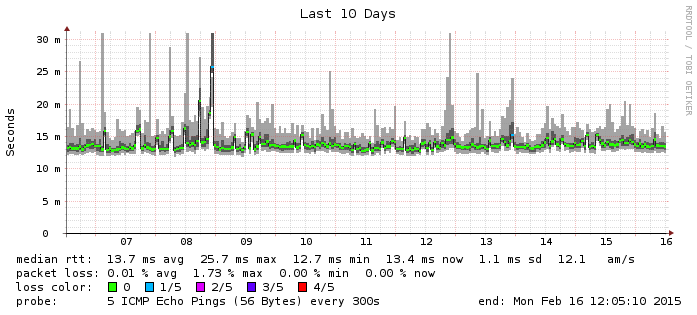 Last 10 Days
RRDTOOL / TOBI OETIKER
Seconds
30 m
25 m
20 m
15 m
10 m
5 m
0
07 08 09 10 11 12 13 14 15 16
median rtt: 13.7 ms avg 25.7 ms max 12.7 ms min 13.4 ms now 1.1 ms sd 12.1 am/s
packet loss: 0.01 % avg 1.73 % max 0.00 % min 0.00 % now
loss color: 0 1/5 2/5 3/5 4/5
probe: 5 ICMP Echo Pings (56 Bytes) every 300s end: Mon Feb 16 12:05:10 2015